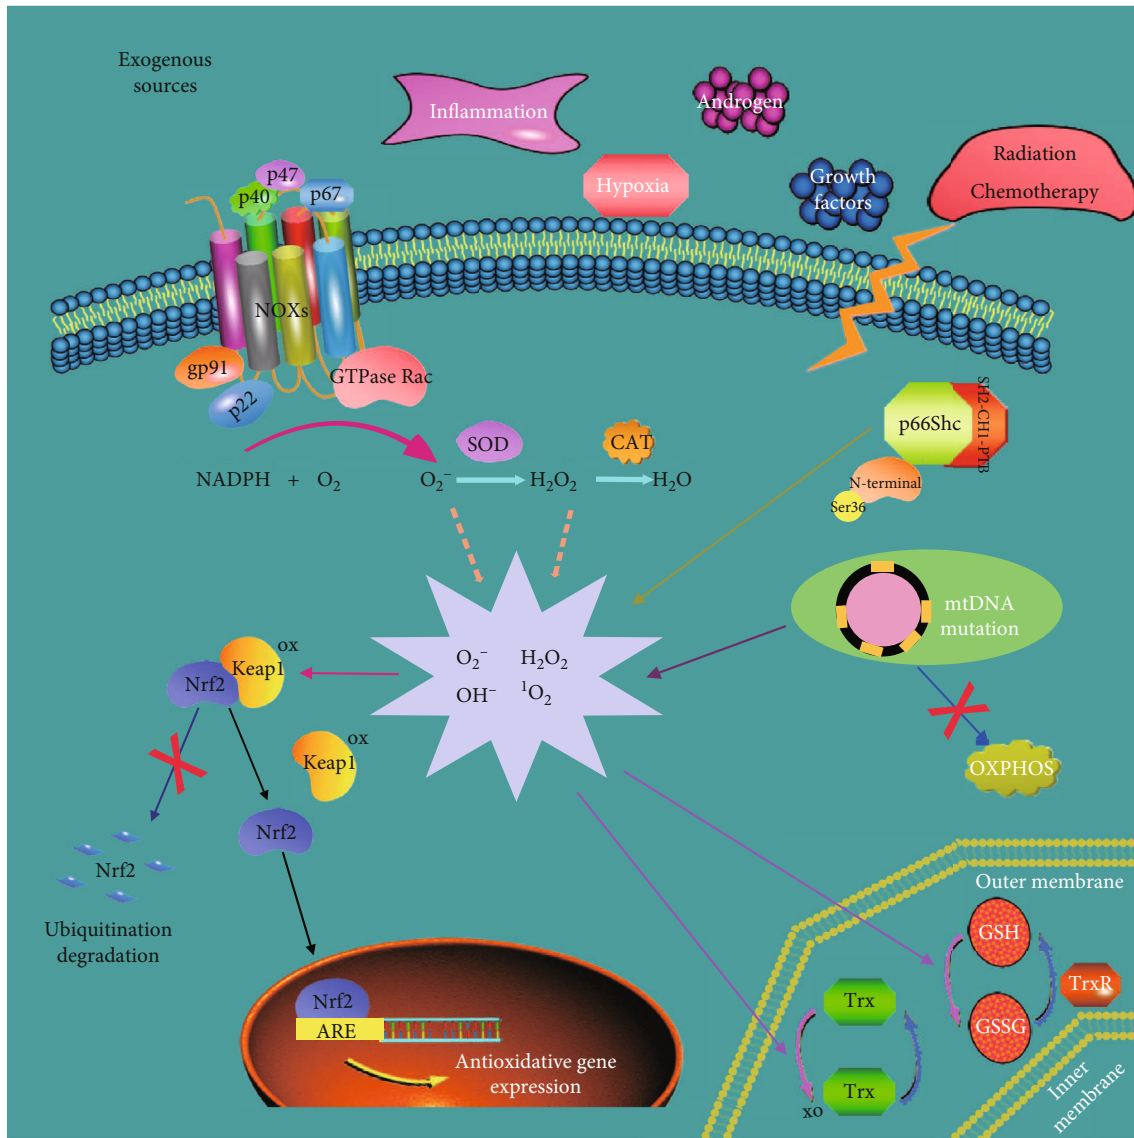 Exogenous
sources
Inflammation
Androgen
Hypoxia
Growth
factors
Radiation
Chemotherapy
p47
p40
p67
NOXs
gp91
p22
GTPase Rac
SOD
CAT
NADPH + O₂
O₂⁻
H₂O₂
H₂O
p66Shc
SH2-CH1-PTB
N-terminal
Ser36
mtDNA
mutation
OXPHOS
O₂⁻ H₂O₂
OH⁻ ¹O₂
ox
Keap1
Nrf2
ox
Keap1
Nrf2
Nrf2
Ubiquitination
degradation
Nrf2
ARE
Antioxidative gene
expression
Outer membrane
GSH
TrxR
GSSG
Trx
Trx
xo
Inner
membrane